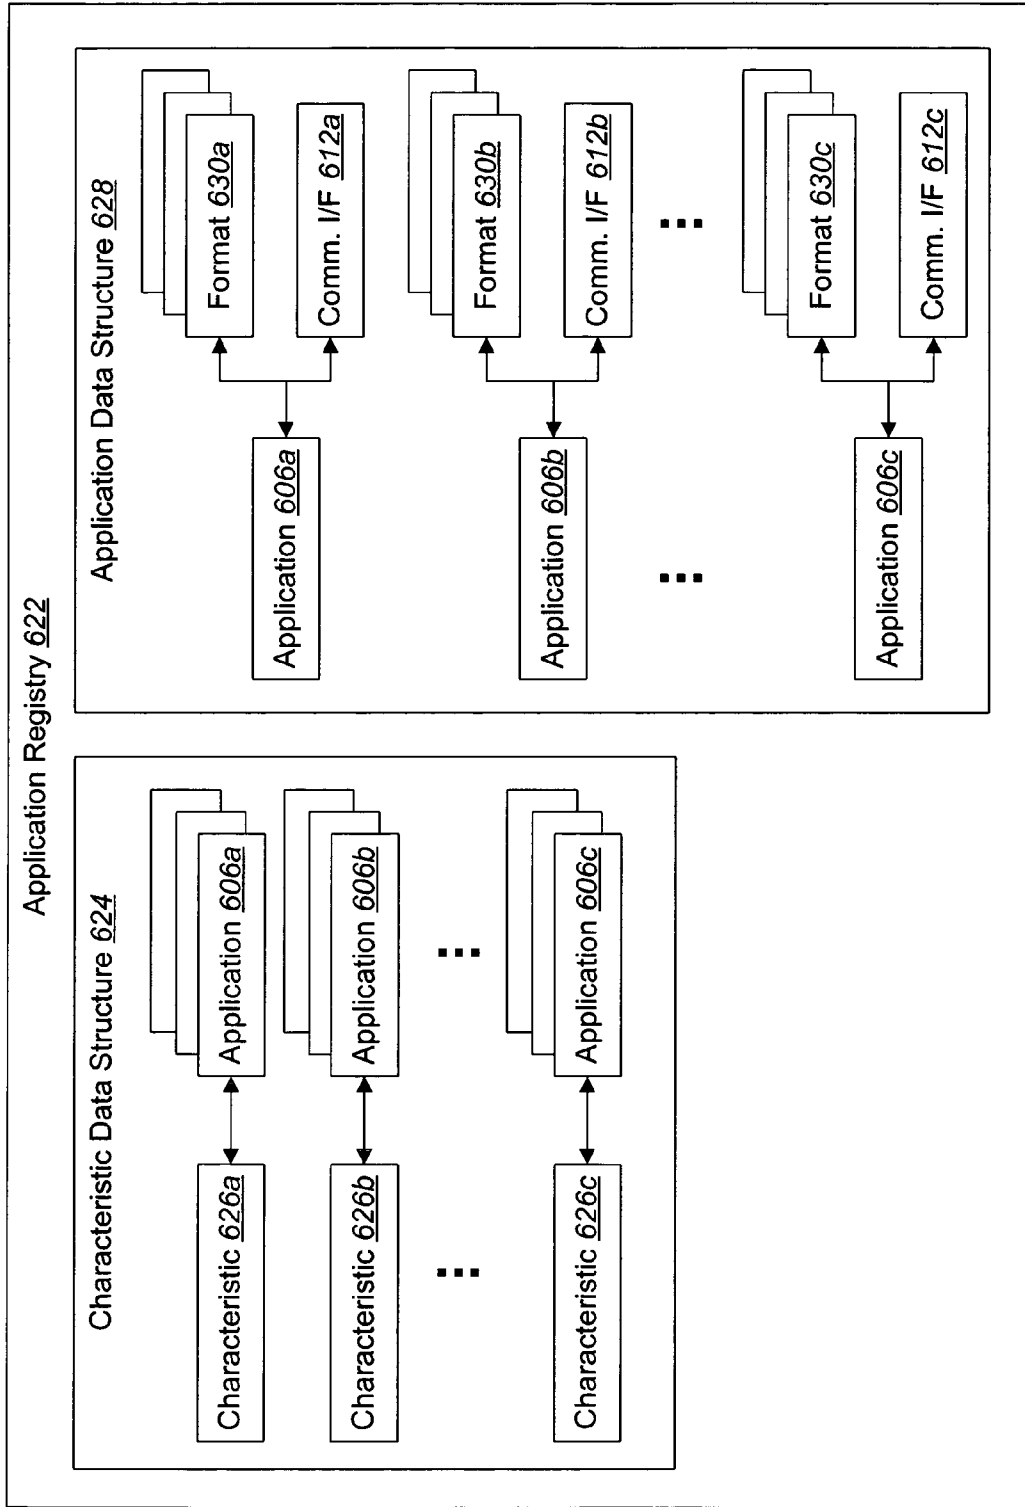 Application Registry 622
Characteristic Data Structure 624
Characteristic 626a
Application 606a
Characteristic 626b
Application 606b
Characteristic 626c
Application 606c
Application Data Structure 628
Application 606a
Format 630a
Comm. I/F 612a
Application 606b
Format 630b
Comm. I/F 612b
Application 606c
Format 630c
Comm. I/F 612c